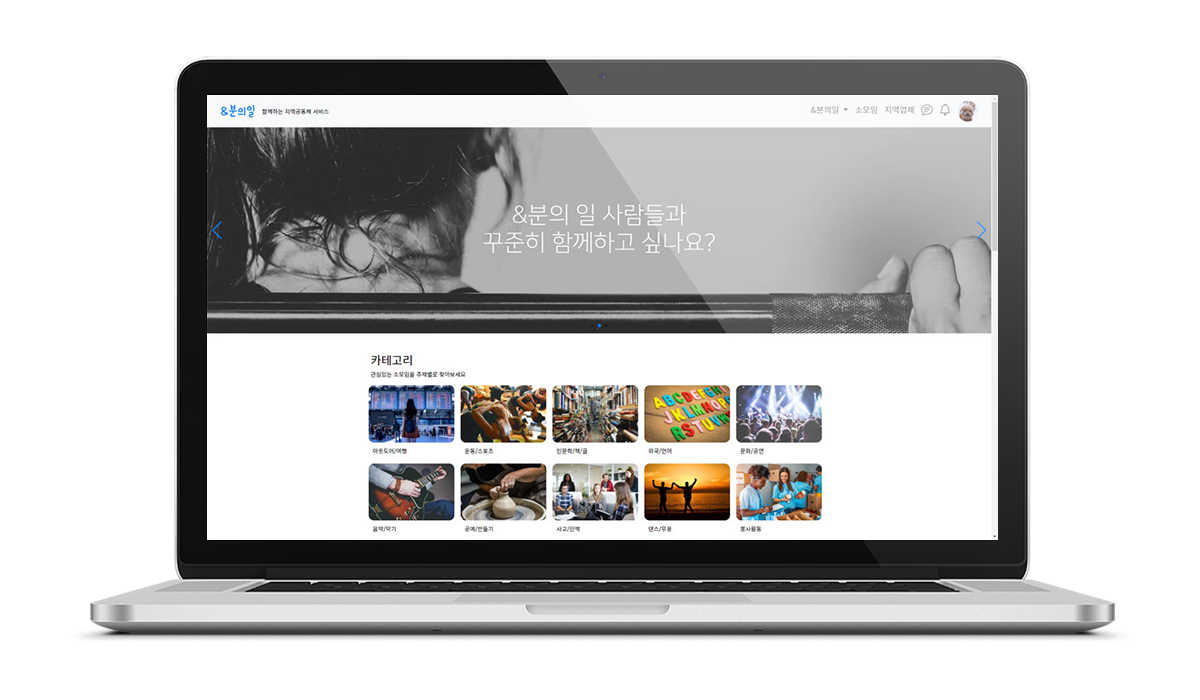 &분의일 함께하는 지역공동체 서비스 &분의일 소모임 지역업체
&분의 일 사람들과
꾸준히 함께하고 싶나요?
카테고리
관심있는 소모임을 주제별로 찾아보세요
ABCDEFGH
JKLMNOP
RSTUVW
아웃도어/여행 운동/스포츠 인문학/책/글 외국/언어 문화/공연
음악/악기 공예/만들기 사교/인맥 댄스/무용 봉사활동